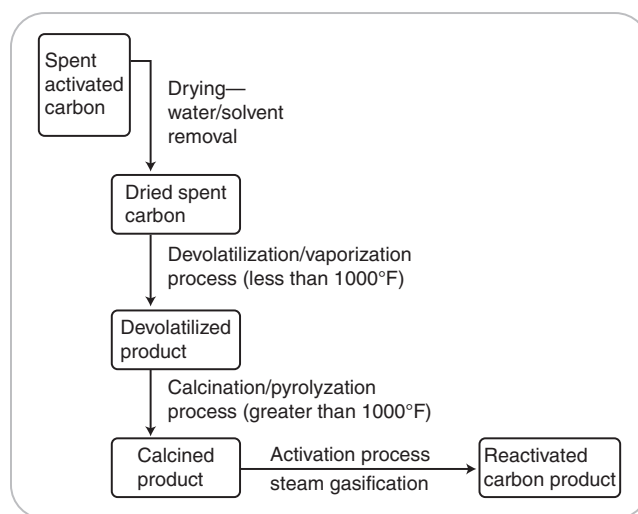 Spent
activated
carbon
Drying—
water/solvent
removal
Dried spent
carbon
Devolatilization/vaporization
process (less than 1000°F)
Devolatilized
product
Calcination/pyrolyzation
process (greater than 1000°F)
Calcined
product
Activation process
steam gasification
Reactivated
carbon product